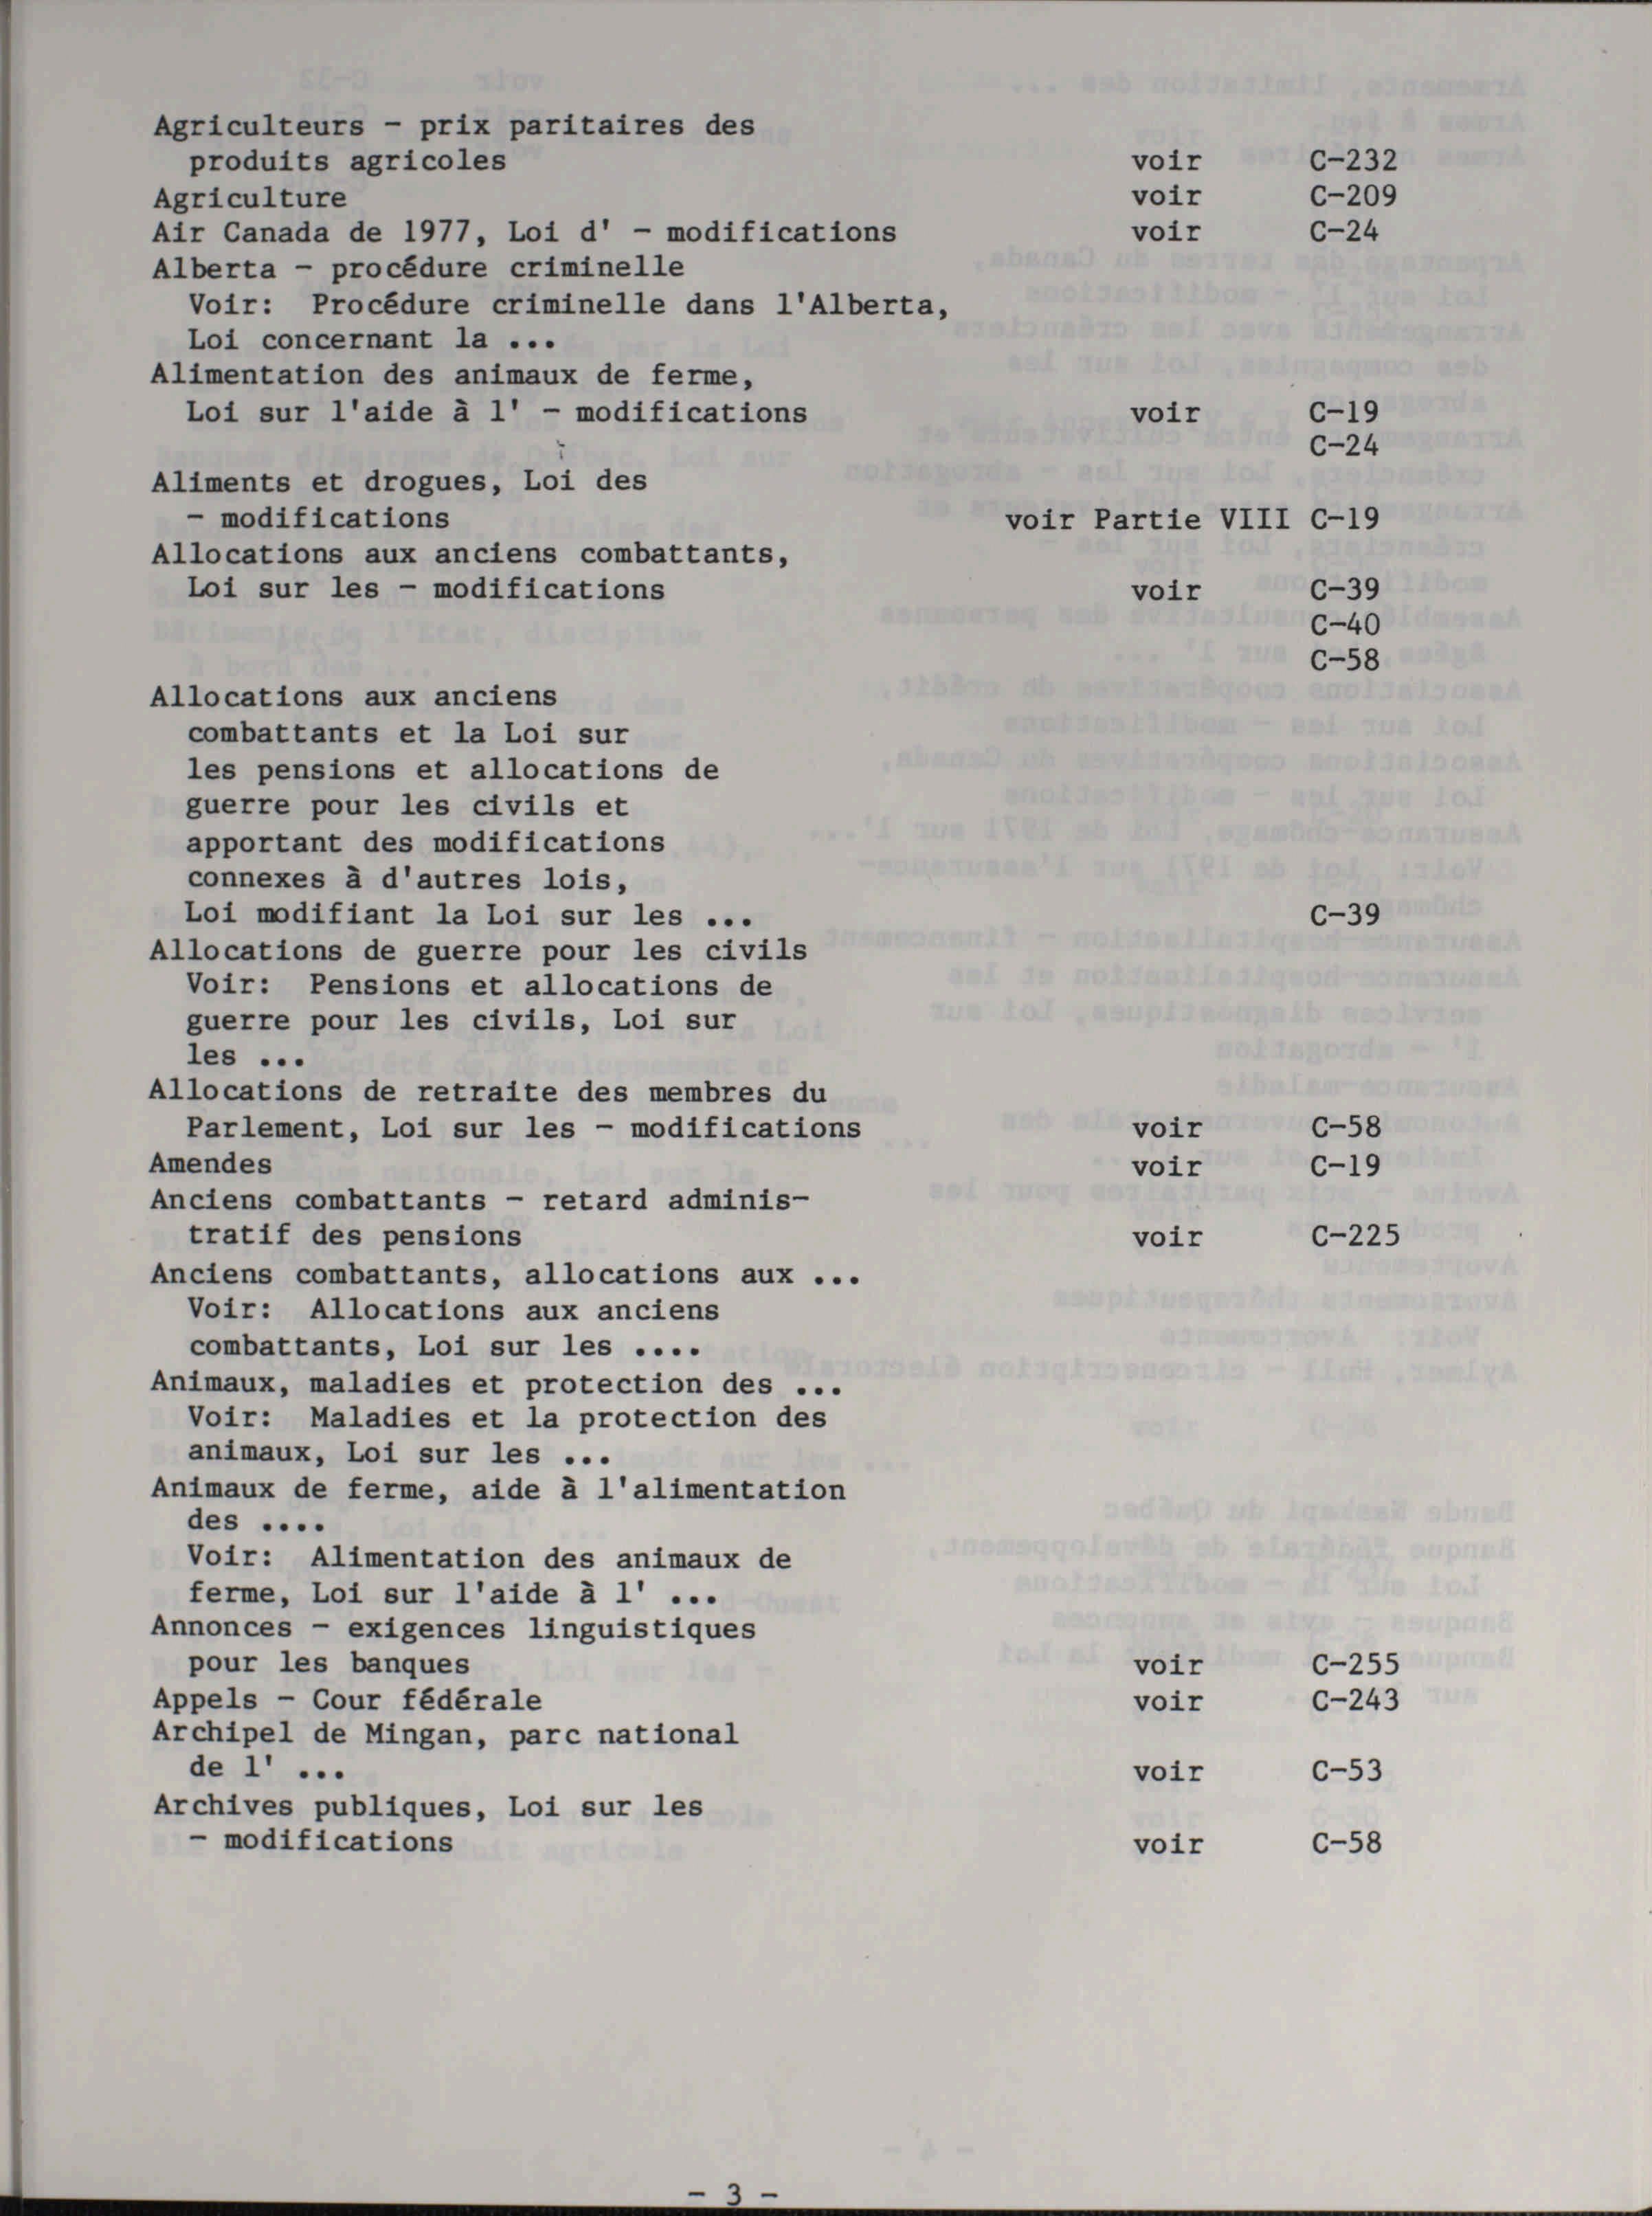 Agriculteurs - prix paritaires des
produits agricoles voir C-232
Agriculture voir C-209
Air Canada de 1977, Loi d' - modifications voir C-24
Alberta - procédure criminelle
Voir: Procédure criminelle dans l'Alberta,
Loi concernant la ...
Alimentation des animaux de ferme,
Loi sur l'aide à l' - modifications voir C-19
C-24
Aliments et drogues, Loi des
- modifications voir Partie VIII C-19
Allocations aux anciens combattants,
Loi sur les - modifications voir C-39
C-40
C-58
Allocations aux anciens
combattants et la Loi sur
les pensions et allocations de
guerre pour les civils et
apportant des modifications
connexes à d'autres lois,
Loi modifiant la Loi sur les ... C-39
Allocations de guerre pour les civils
Voir: Pensions et allocations de
guerre pour les civils, Loi sur
les ...
Allocations de retraite des membres du
Parlement, Loi sur les - modifications voir C-58
Amendes voir C-19
Anciens combattants - retard adminis-
tratif des pensions voir C-225
Anciens combattants, allocations aux ...
Voir: Allocations aux anciens
combattants, Loi sur les ....
Animaux, maladies et protection des ...
Voir: Maladies et la protection des
animaux, Loi sur les ...
Animaux de ferme, aide à l'alimentation
des ....
Voir: Alimentation des animaux de
ferme, Loi sur l'aide à l' ...
Annonces - exigences linguistiques
pour les banques voir C-255
Appels - Cour fédérale voir C-243
Archipel de Mingan, parc national
de l' ... voir C-53
Archives publiques, Loi sur les
- modifications voir C-58
- 3 -